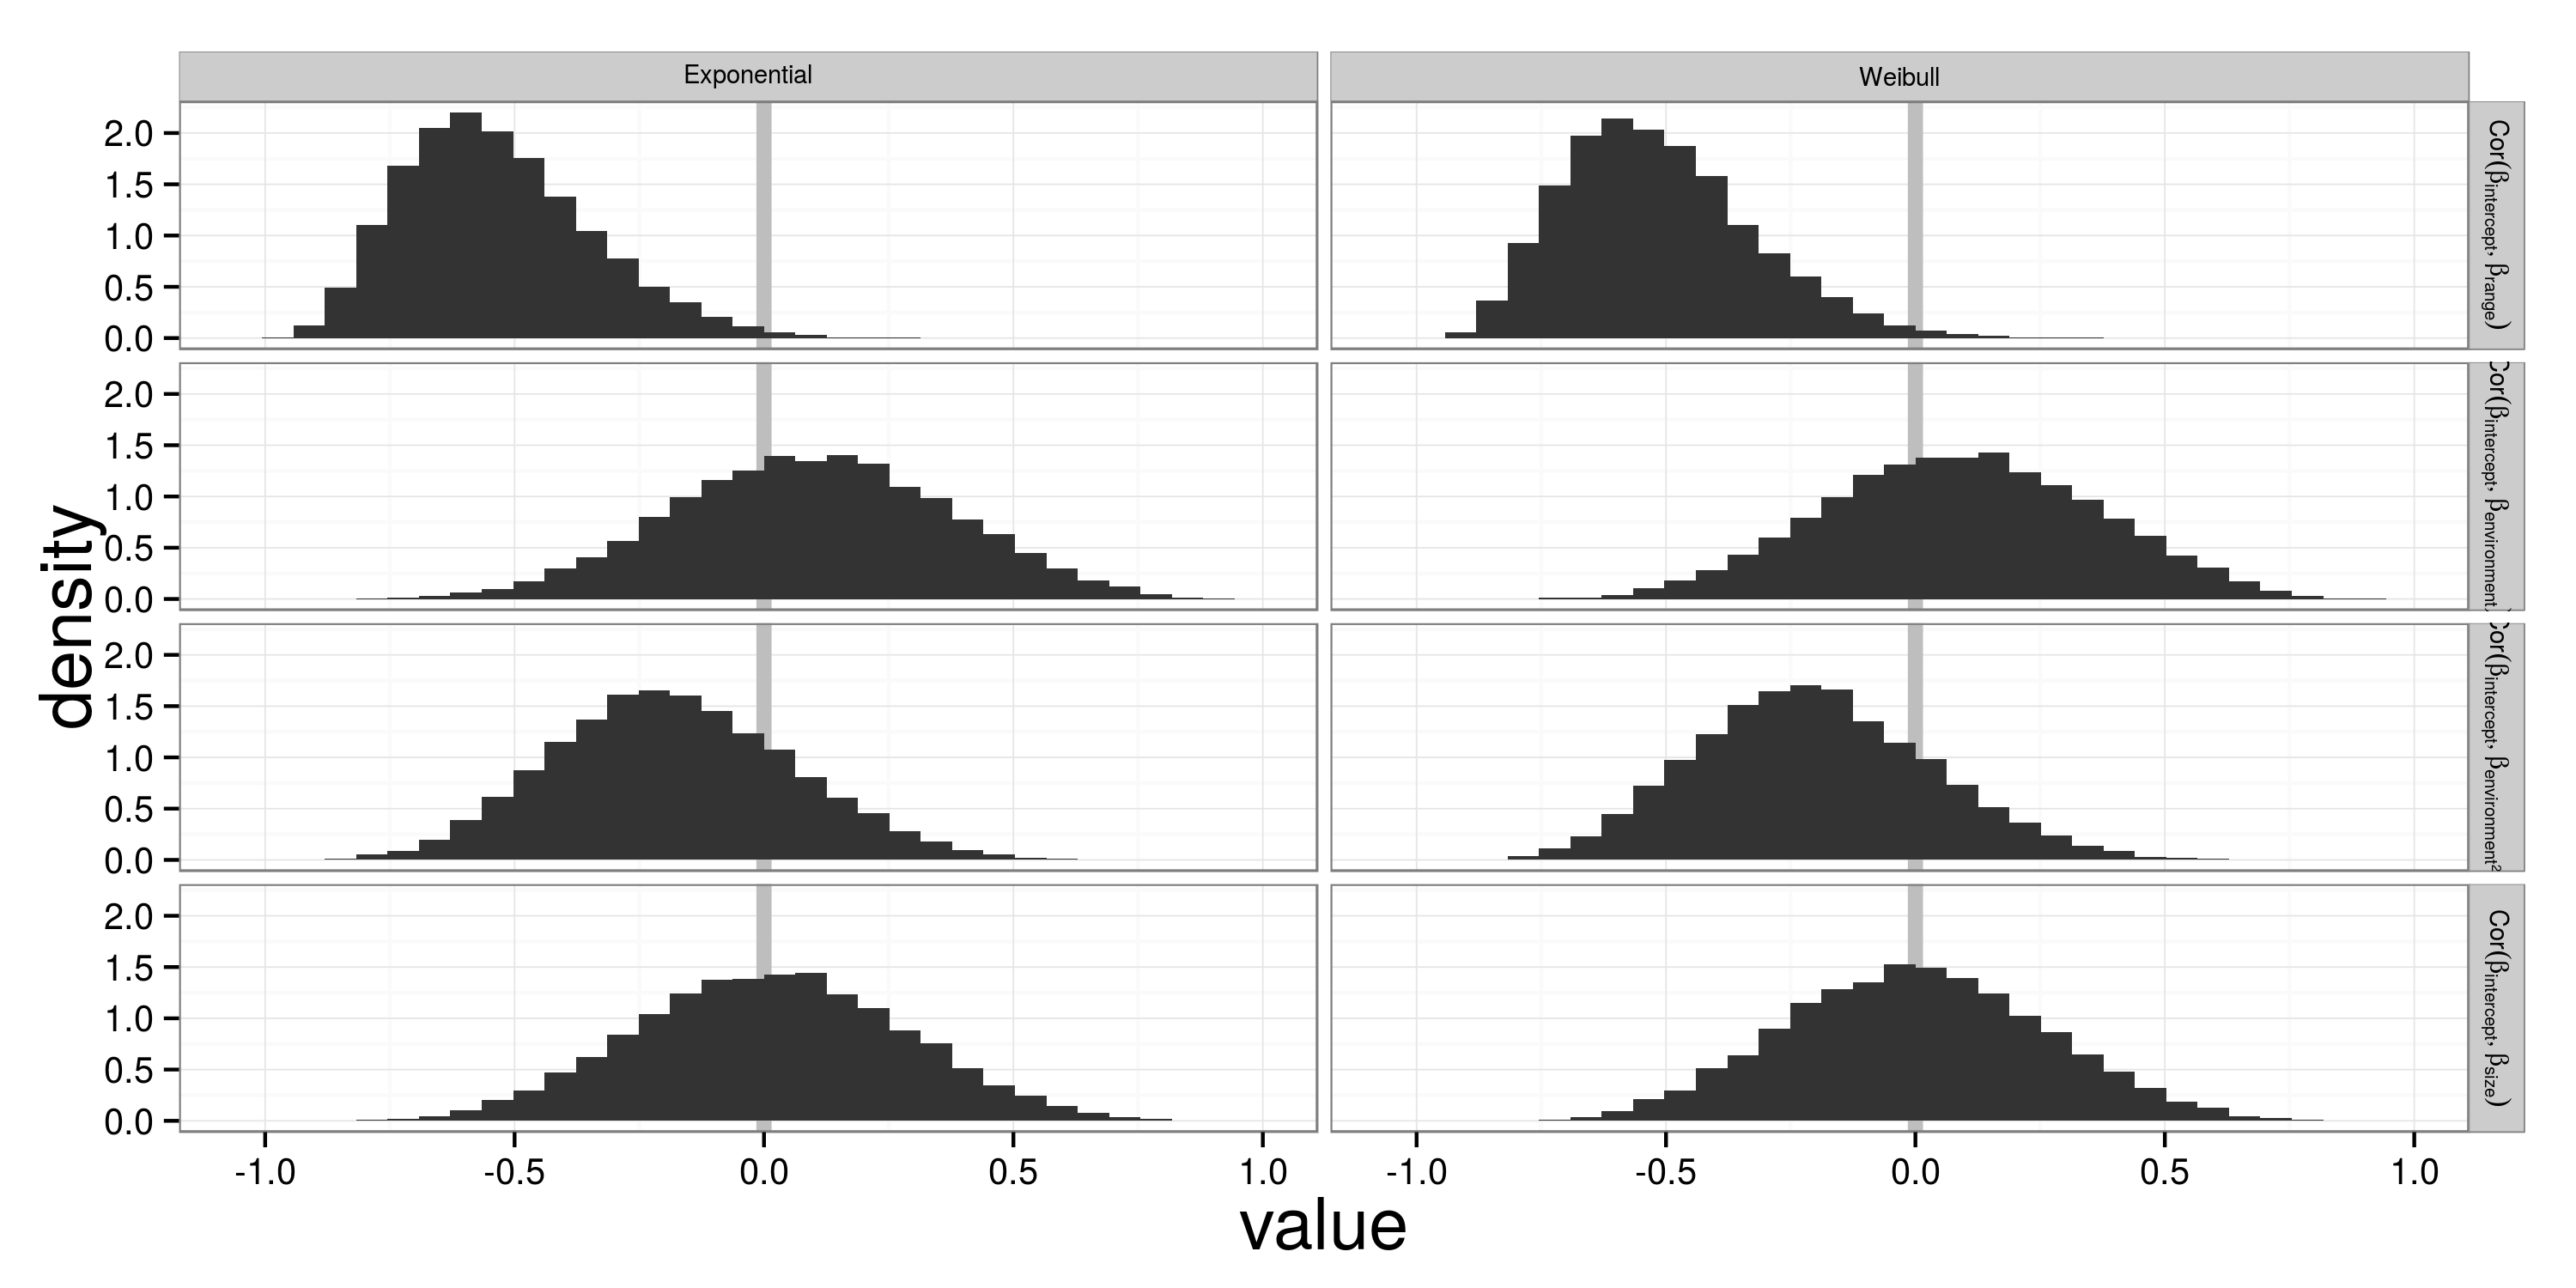 Exponential
Weibull
2.0
1.5
1.0
0.5
0.0
Cor(βintercept, βrange)
2.0
1.5
1.0
0.5
0.0
Cor(βintercept, βenvironment)
2.0
1.5
1.0
0.5
0.0
Cor(βintercept, βenvironment²
2.0
1.5
1.0
0.5
0.0
Cor(βintercept, βsize)
density
-1.0 -0.5 0.0 0.5 1.0
-1.0 -0.5 0.0 0.5 1.0
value